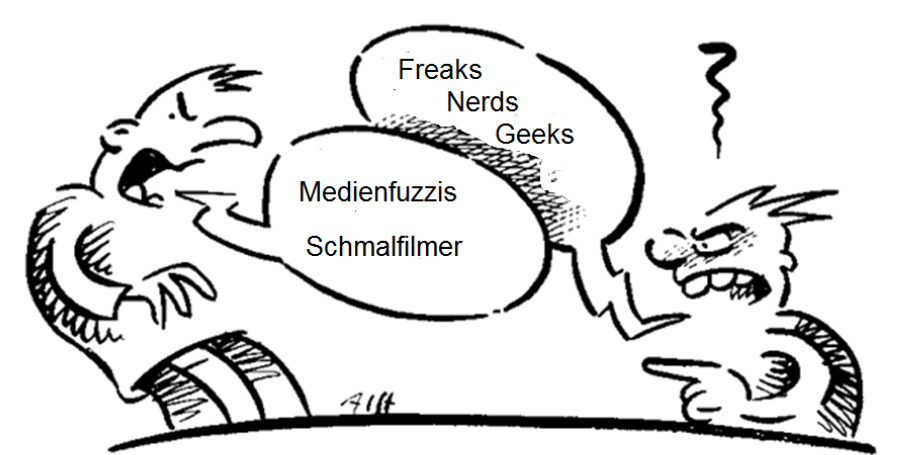 Freaks
Nerds
Geeks
Medienfuzzis
Schmalfilmer